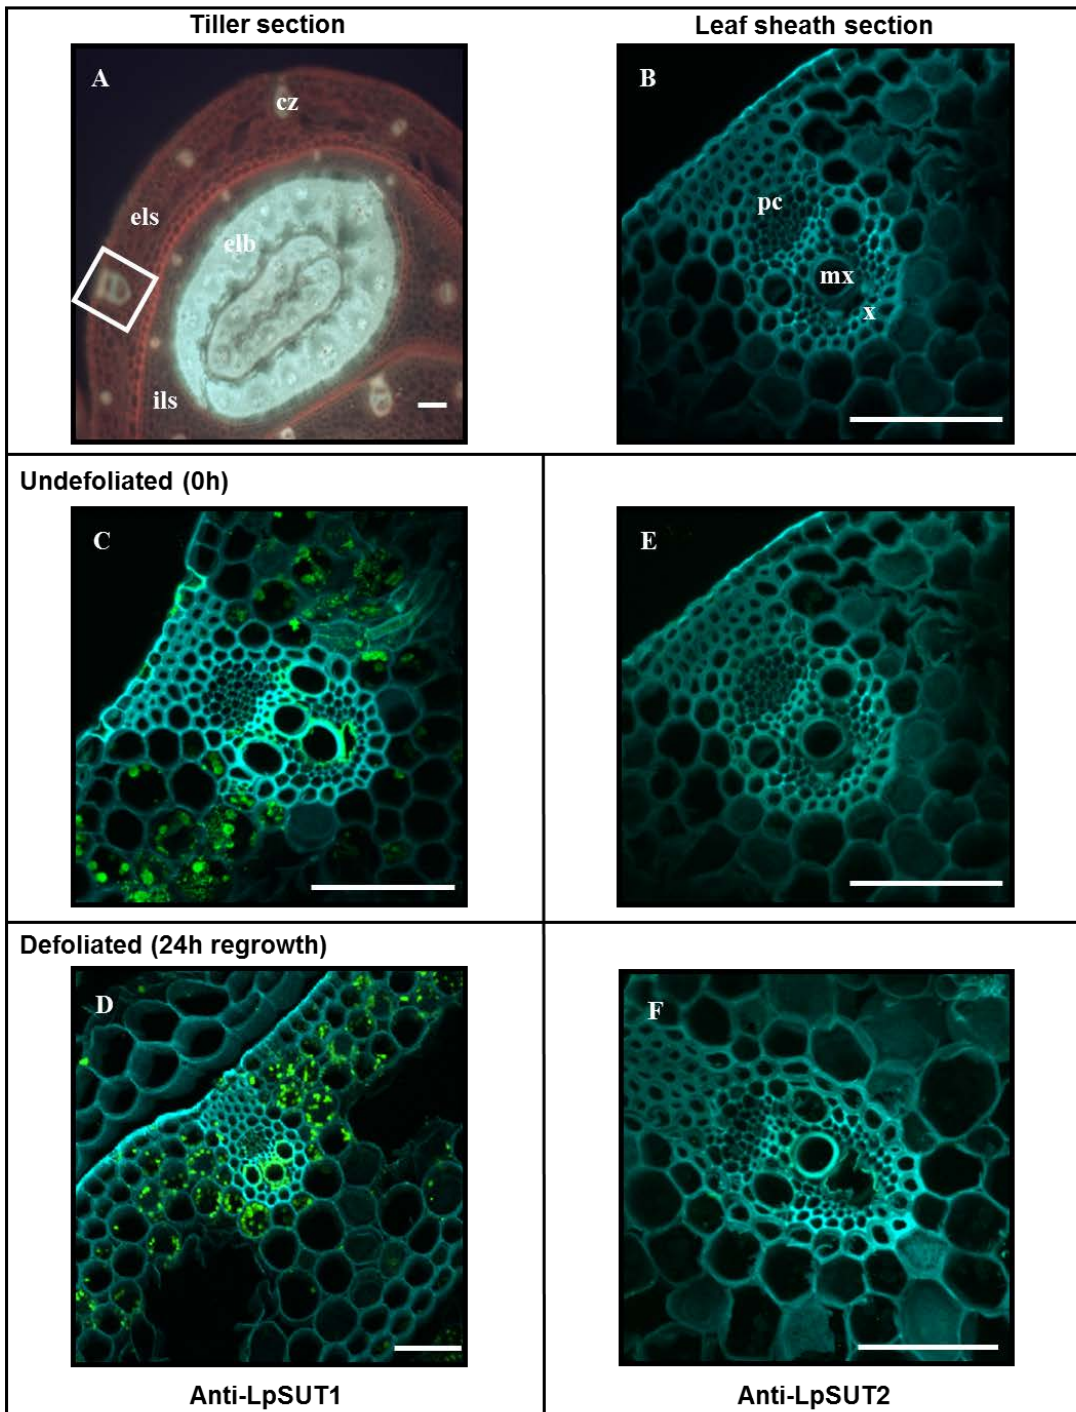 Tiller section
Leaf sheath section
A
cz
els
elb
ils
B
pc
mx
x
Undefoliated (0h)
C
E
Defoliated (24h regrowth)
D
F
Anti-LpSUT1
Anti-LpSUT2